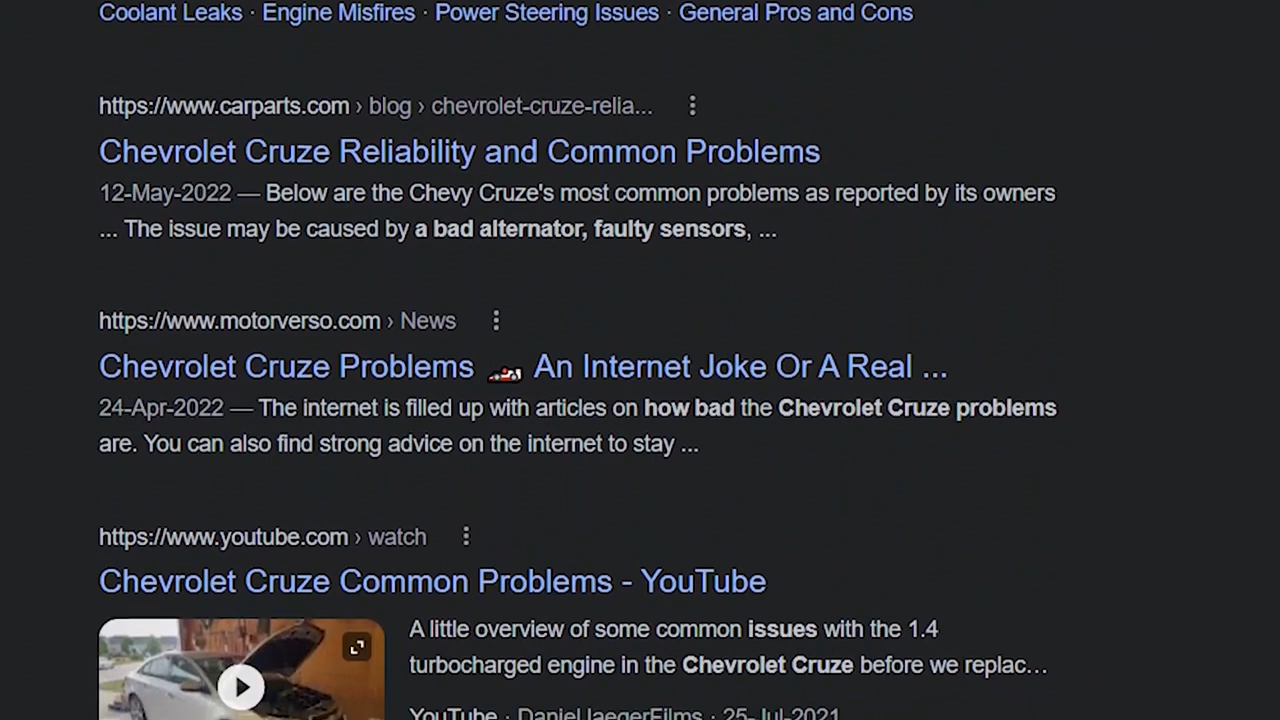 Coolant Leaks · Engine Misfires · Power Steering Issues · General Pros and Cons
https://www.carparts.com › blog › chevrolet-cruze-relia...
Chevrolet Cruze Reliability and Common Problems
12-May-2022 — Below are the Chevy Cruze's most common problems as reported by its owners
... The issue may be caused by a bad alternator, faulty sensors, ...
https://www.motorverso.com › News
Chevrolet Cruze Problems 🏎️ An Internet Joke Or A Real ...
24-Apr-2022 — The internet is filled up with articles on how bad the Chevrolet Cruze problems
are. You can also find strong advice on the internet to stay ...
https://www.youtube.com › watch
Chevrolet Cruze Common Problems - YouTube
A little overview of some common issues with the 1.4
turbocharged engine in the Chevrolet Cruze before we replac...
YouTube · DanielJaegerFilms · 25-Jul-2021